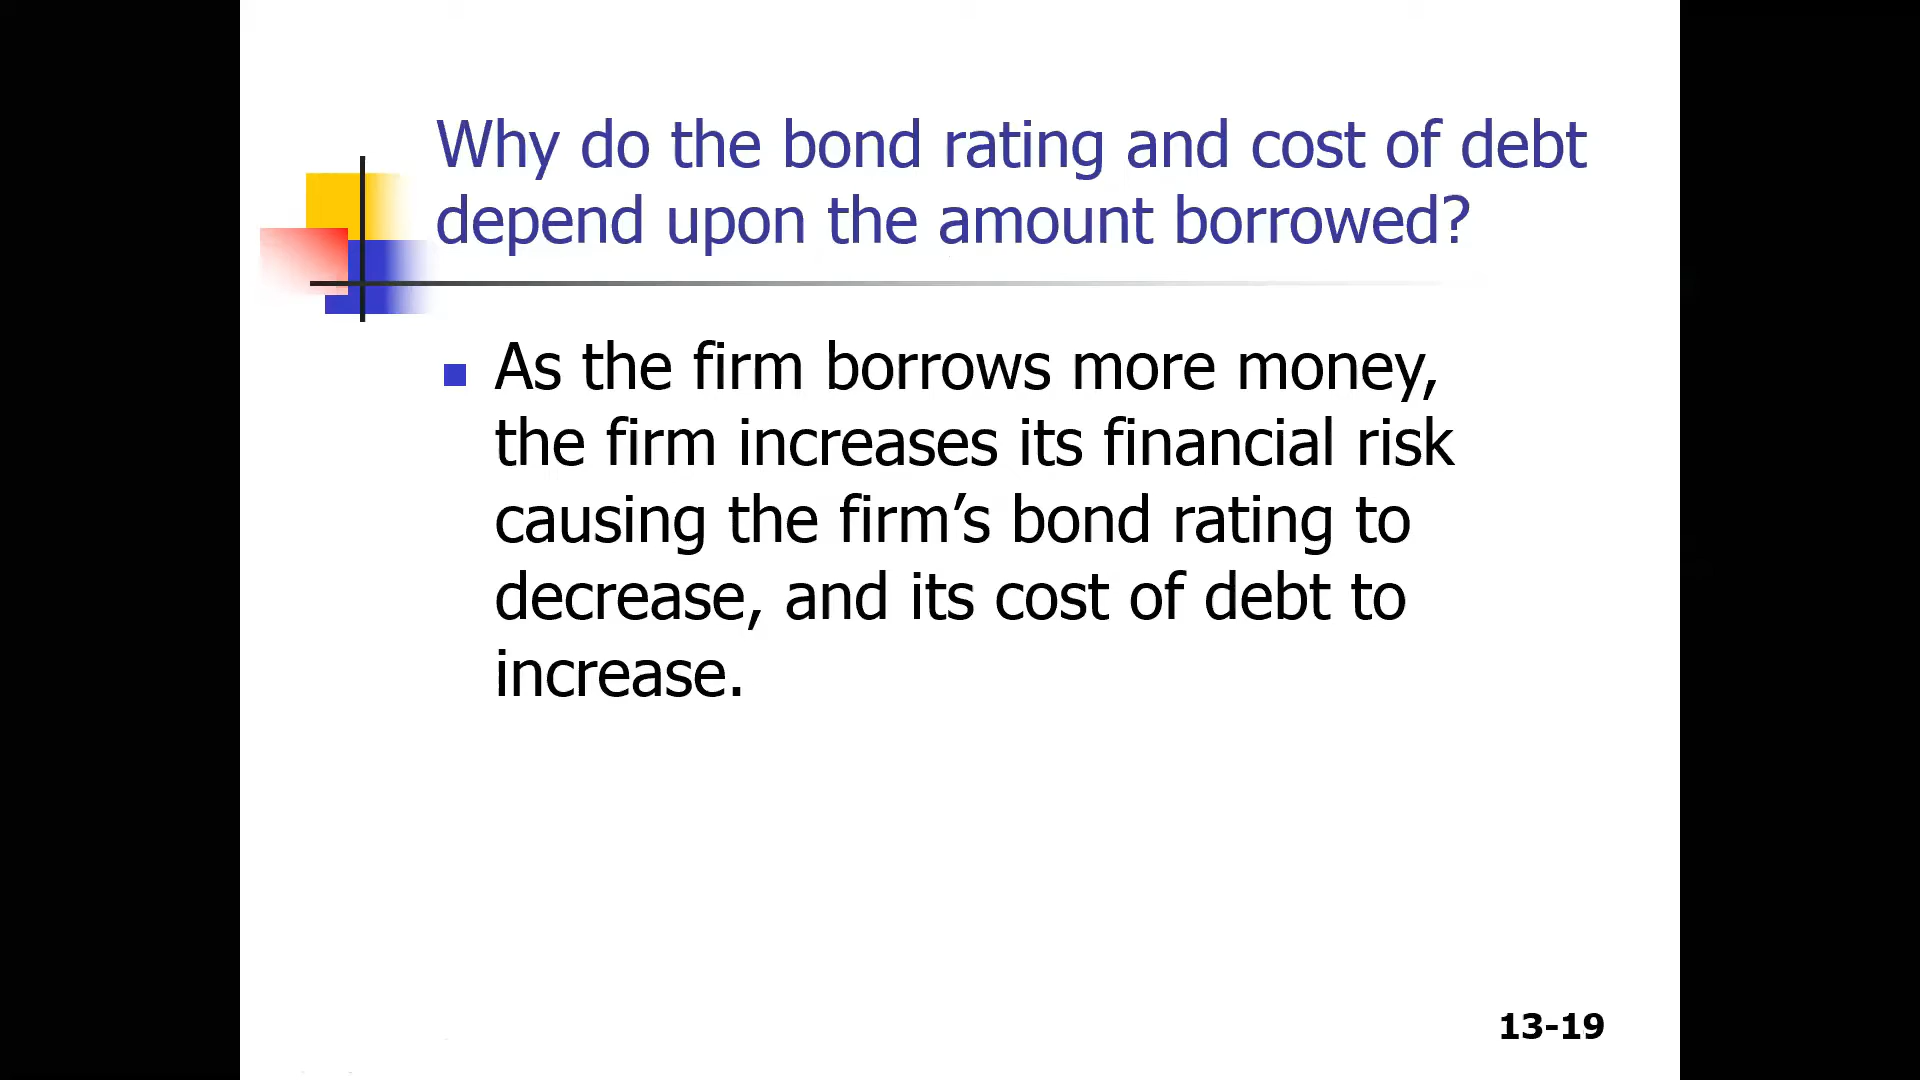 Why do the bond rating and cost of debt
depend upon the amount borrowed?
As the firm borrows more money,
the firm increases its financial risk
causing the firm’s bond rating to
decrease, and its cost of debt to
increase.
13-19